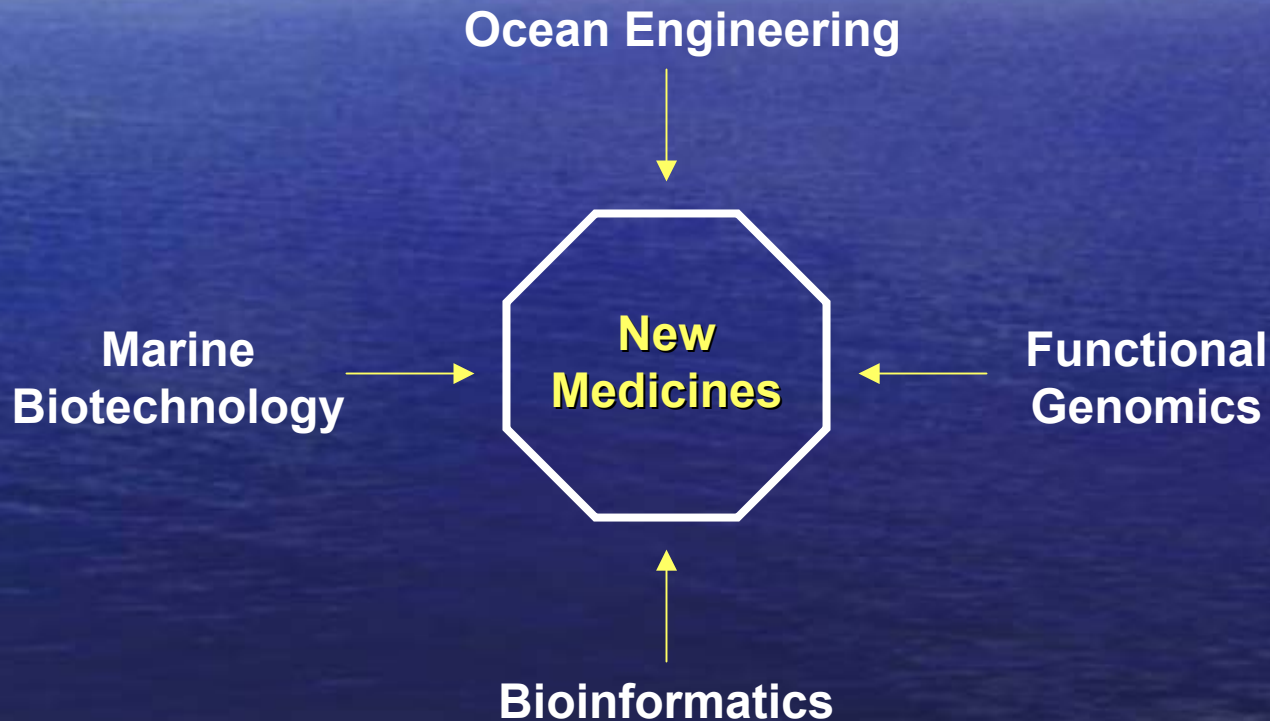 Ocean Engineering
Marine
Biotechnology
New
Medicines
Functional
Genomics
Bioinformatics